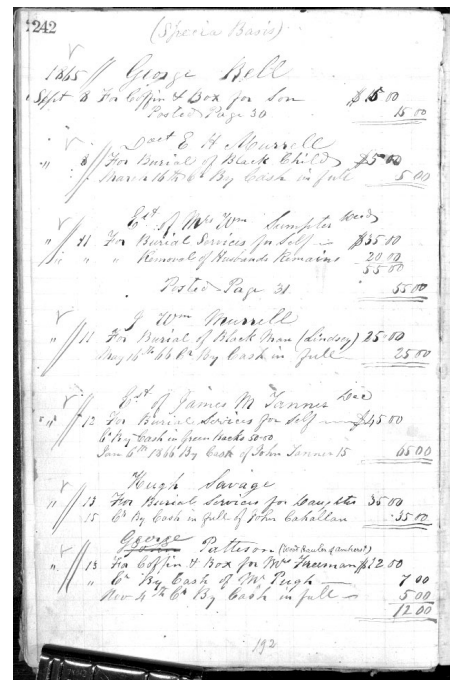 242
(Specia Basis)
1865 George Bell
Sept 8 For Coffin & Box for Son $15 00
Posted Page 30 15.00
Doct E H Murrell
" 8 For Burial of Black Child $5 00
March 16th Cr By Cash in full 5.00
Est of Mrs Wm Sumpter Decd
" 11 For Burial Services for Self $35.00
" " " Removal of Husbands Remains 20 00
55 00
Posted Page 31 55 00
J Wm Murrell
" 11 For Burial of Black Man (Lindsey) 25.00
May 16th 66 Cr By Cash in full 25 00
Est of James M Tanner Dec
" 12 For Burial Services for Self $45 00
Cr By Cash in Green Backs 50.00
Jan 6th 1866 By Cash of John Tanner 15 65 00
Hugh Savage
" 13 For Burial Services for Daughter 35 00
15 Cr By Cash in full of John Cahallan 35.00
George Patteson
" 13 For Coffin & Box for Mrs Freeman $12 00
" Cr By Cash of Mr Pugh 7 00
Nov 4th Cr By Cash in full 5 00
12 00
192